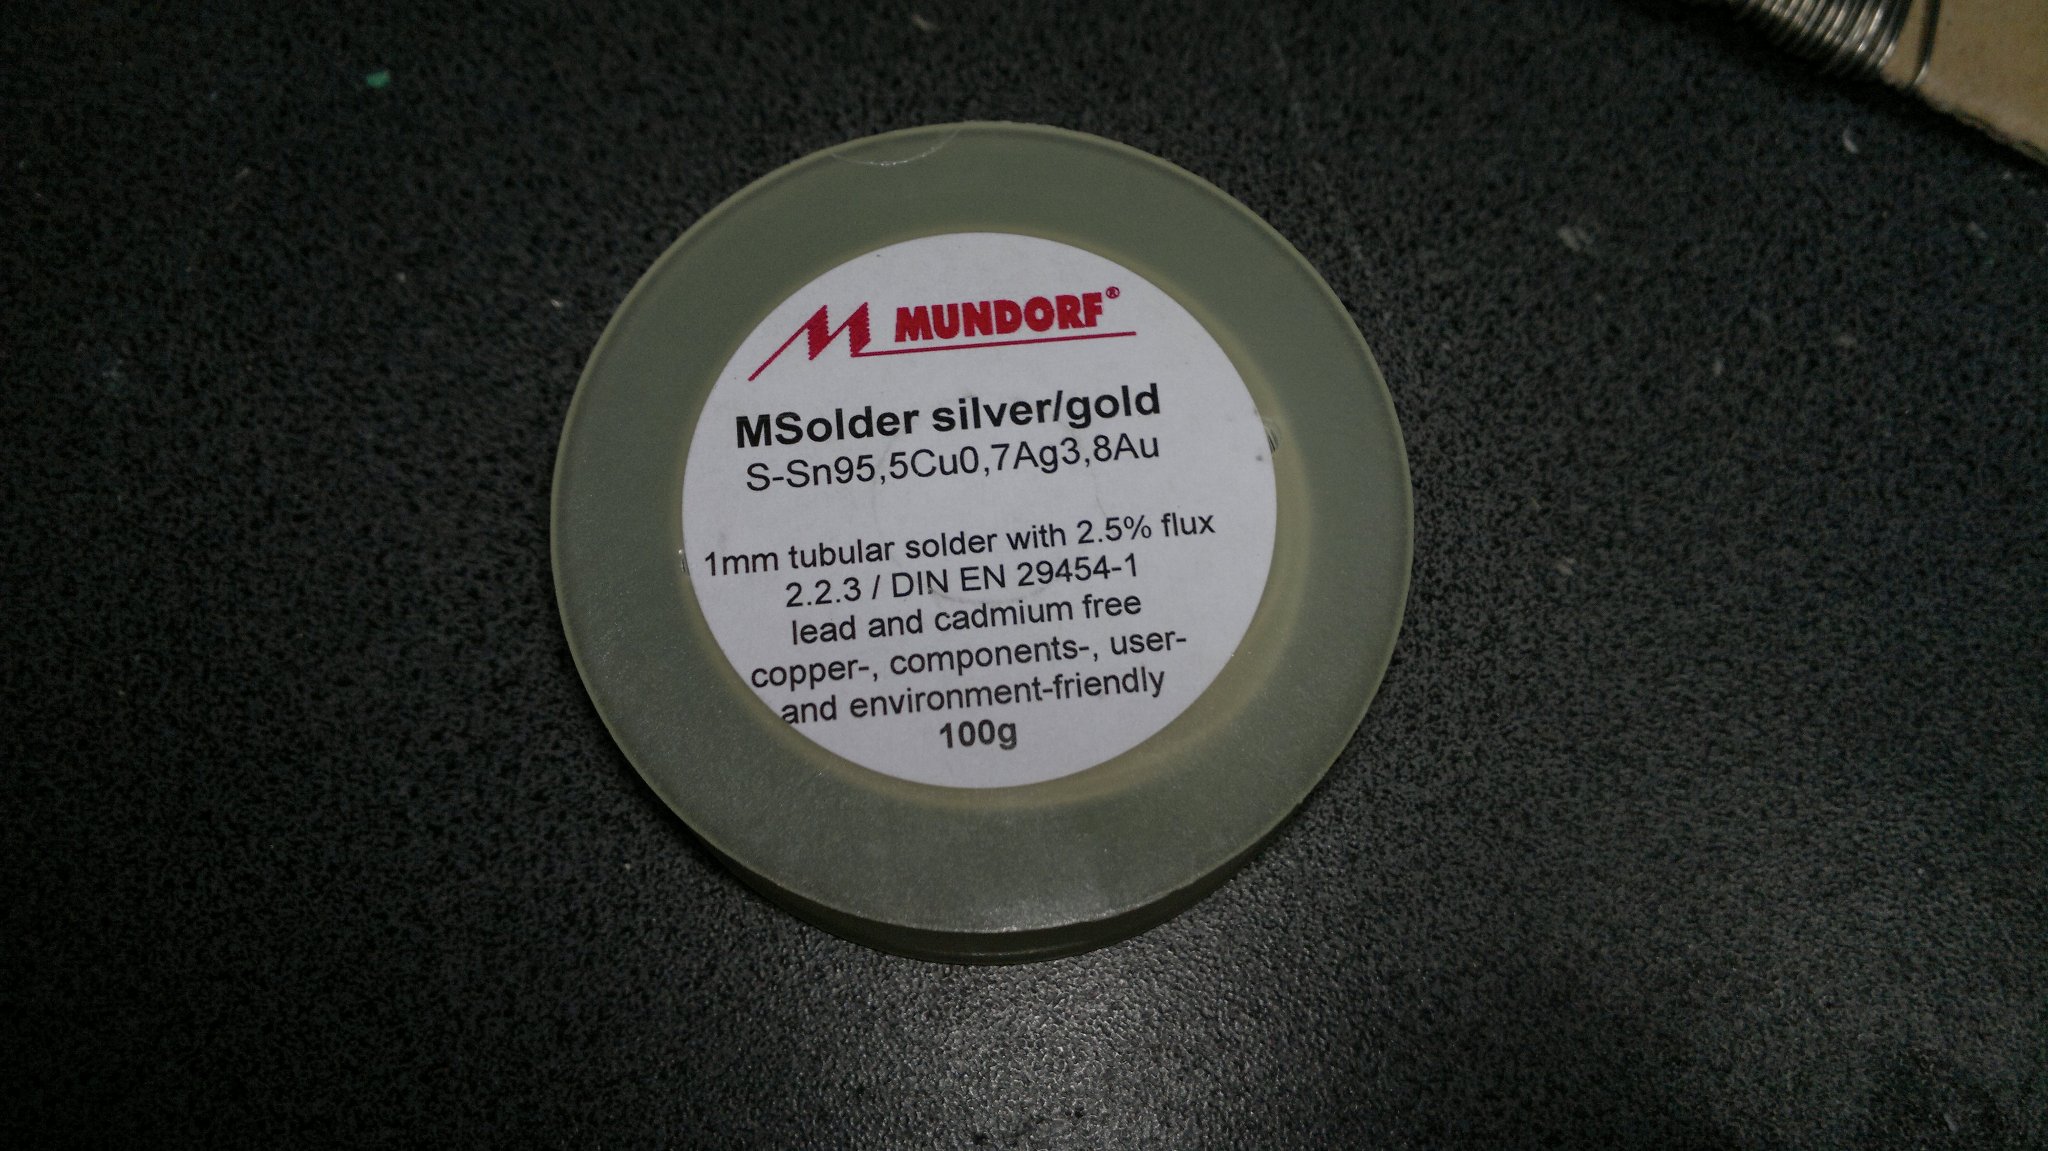 MUNDORF®
MSolder silver/gold
S-Sn95,5Cu0,7Ag3,8Au
1mm tubular solder with 2.5% flux
2.2.3 / DIN EN 29454-1
lead and cadmium free
copper-, components-, user-
and environment-friendly
100g